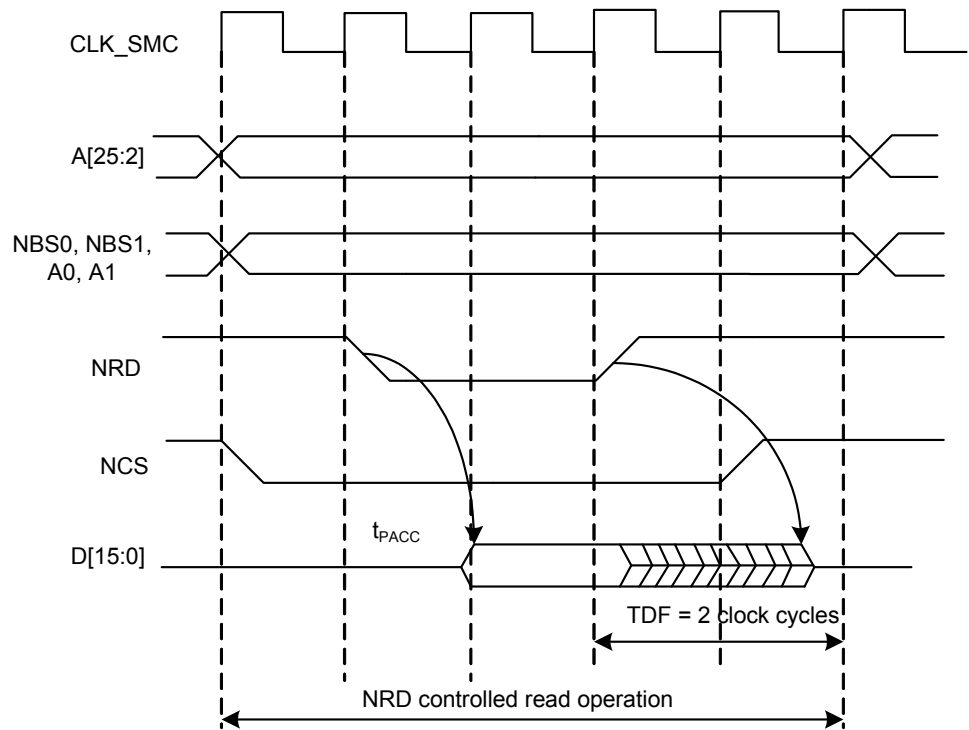 CLK_SMC
A[25:2]
NBS0, NBS1,
A0, A1
NRD
NCS
tPACC
D[15:0]
TDF = 2 clock cycles
NRD controlled read operation